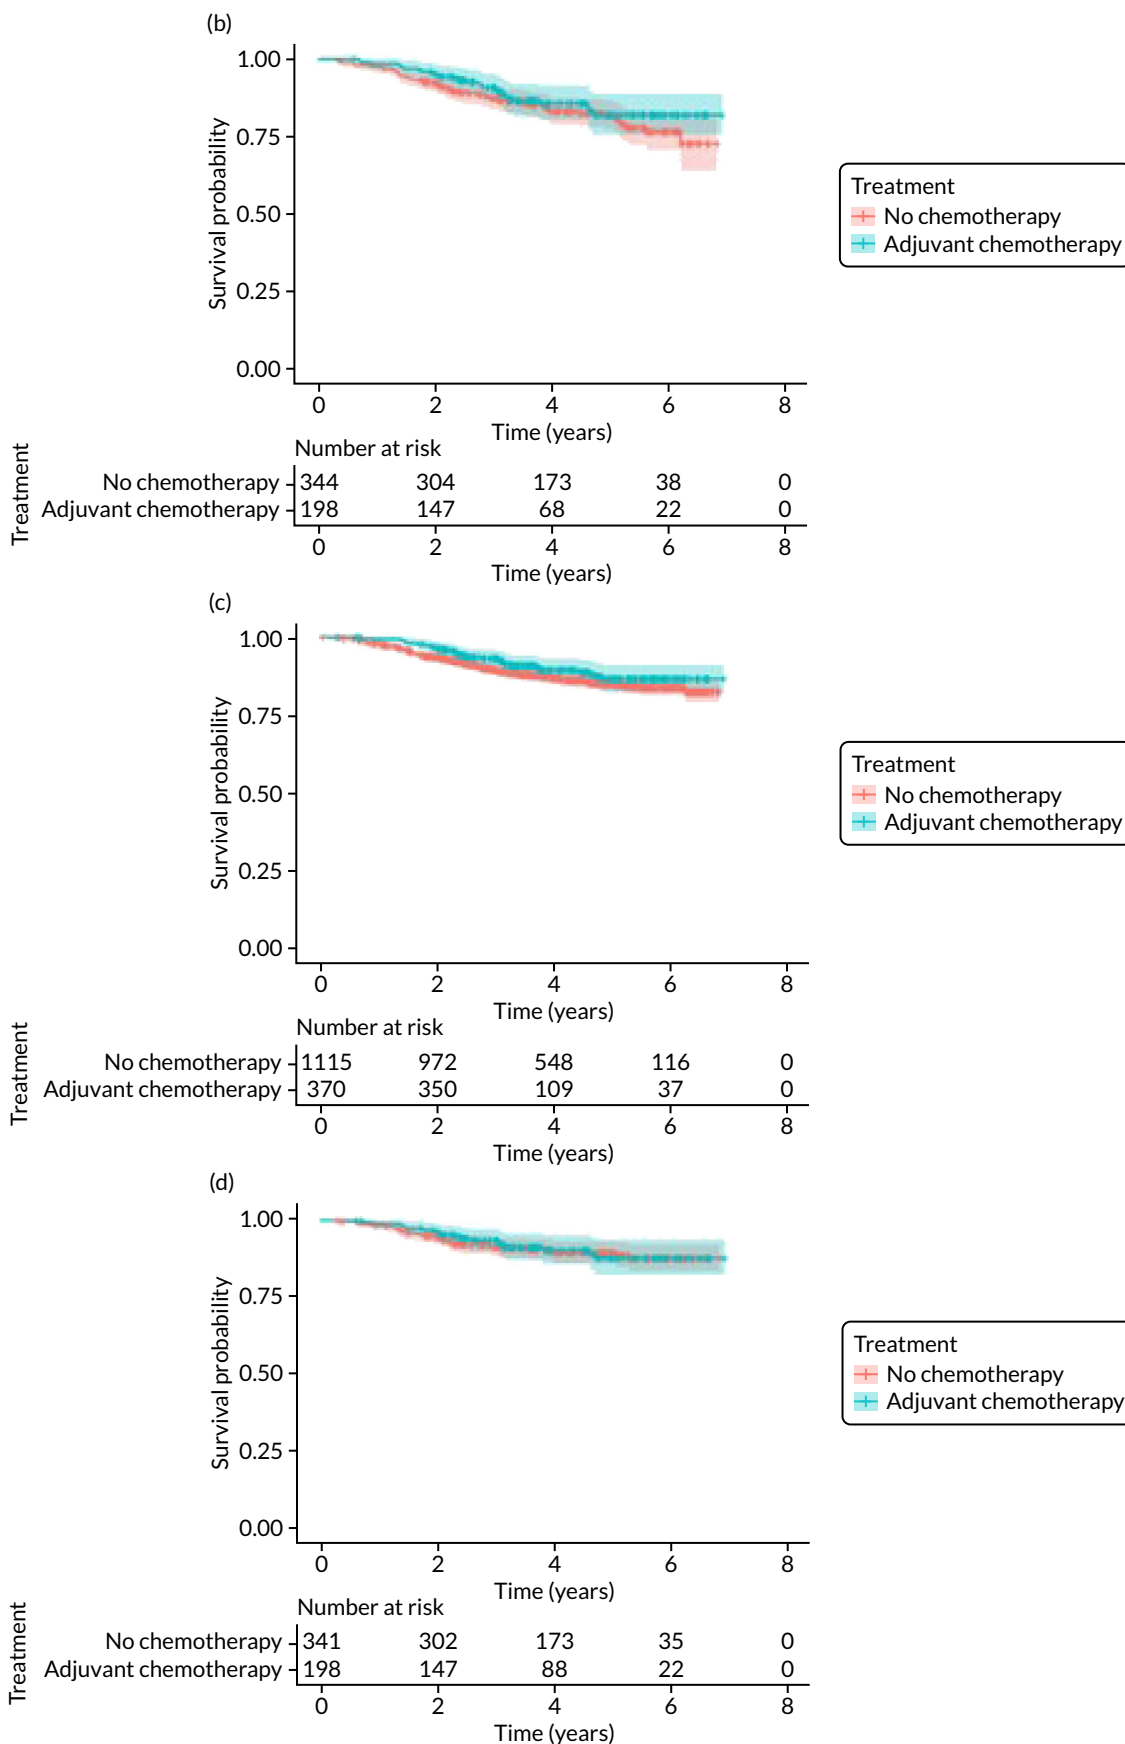 (b)
1.00
0.75
0.50
0.25
0.00
Survival probability
0 2 4 6 8
Time (years)
Treatment
No chemotherapy
Adjuvant chemotherapy
Number at risk
Treatment
No chemotherapy 344 304 173 38 0
Adjuvant chemotherapy 198 147 68 22 0
0 2 4 6 8
Time (years)
(c)
1.00
0.75
0.50
0.25
0.00
Survival probability
0 2 4 6 8
Time (years)
Treatment
No chemotherapy
Adjuvant chemotherapy
Number at risk
Treatment
No chemotherapy 1115 972 548 116 0
Adjuvant chemotherapy 370 350 109 37 0
0 2 4 6 8
Time (years)
(d)
1.00
0.75
0.50
0.25
0.00
Survival probability
0 2 4 6 8
Time (years)
Treatment
No chemotherapy
Adjuvant chemotherapy
Number at risk
Treatment
No chemotherapy 341 302 173 35 0
Adjuvant chemotherapy 198 147 88 22 0
0 2 4 6 8
Time (years)